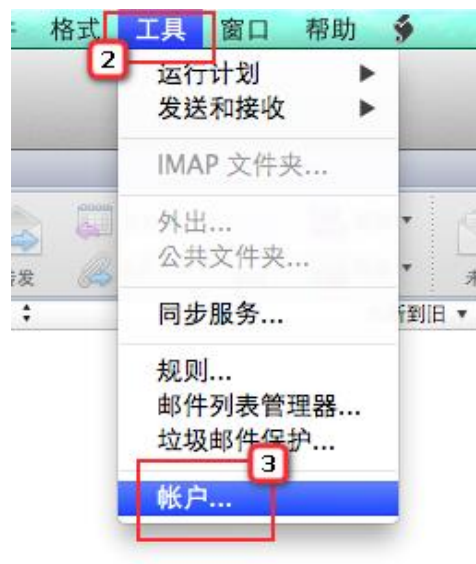 格式 工具 窗口 帮助
2
运行计划
发送和接收
IMAP 文件夹...
外出...
公共文件夹...
发
同步服务...
到旧
规则...
邮件列表管理器...
垃圾邮件保护...
3
帐户...